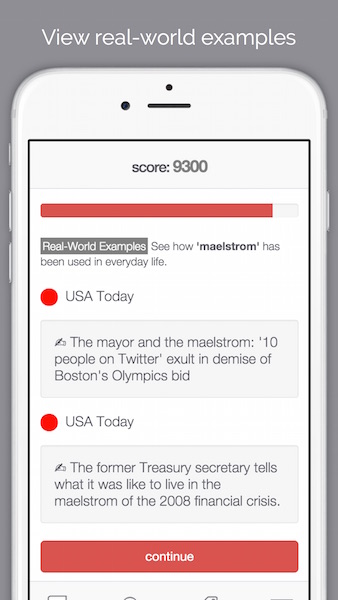 View real-world examples
score: 9300
Real-World Examples See how 'maelstrom' has
been used in everyday life.
USA Today
✍ The mayor and the maelstrom: '10
people on Twitter' exult in demise of
Boston's Olympics bid
USA Today
✍ The former Treasury secretary tells
what it was like to live in the
maelstrom of the 2008 financial crisis.
continue